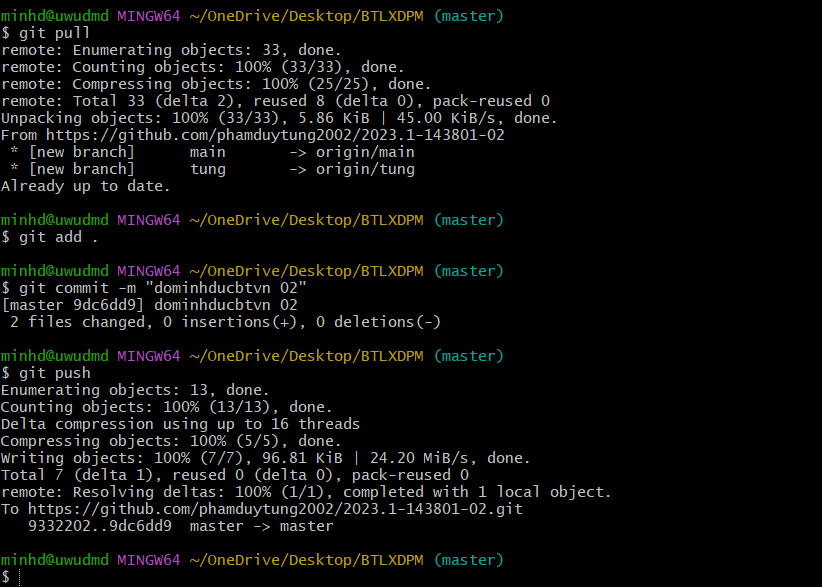 minhd@uwudmd MINGW64 ~/OneDrive/Desktop/BTLXDPM (master)
$ git pull
remote: Enumerating objects: 33, done.
remote: Counting objects: 100% (33/33), done.
remote: Compressing objects: 100% (25/25), done.
remote: Total 33 (delta 2), reused 8 (delta 0), pack-reused 0
Unpacking objects: 100% (33/33), 5.86 KiB | 45.00 KiB/s, done.
From https://github.com/phamduytung2002/2023.1-143801-02
 * [new branch]      main       -> origin/main
 * [new branch]      tung       -> origin/tung
Already up to date.
minhd@uwudmd MINGW64 ~/OneDrive/Desktop/BTLXDPM (master)
$ git add .
minhd@uwudmd MINGW64 ~/OneDrive/Desktop/BTLXDPM (master)
$ git commit -m "dominhducbtvn 02"
[master 9dc6dd9] dominhducbtvn 02
 2 files changed, 0 insertions(+), 0 deletions(-)
minhd@uwudmd MINGW64 ~/OneDrive/Desktop/BTLXDPM (master)
$ git push
Enumerating objects: 13, done.
Counting objects: 100% (13/13), done.
Delta compression using up to 16 threads
Compressing objects: 100% (5/5), done.
Writing objects: 100% (7/7), 96.81 KiB | 24.20 MiB/s, done.
Total 7 (delta 1), reused 0 (delta 0), pack-reused 0
remote: Resolving deltas: 100% (1/1), completed with 1 local object.
To https://github.com/phamduytung2002/2023.1-143801-02.git
   9332202..9dc6dd9  master -> master
minhd@uwudmd MINGW64 ~/OneDrive/Desktop/BTLXDPM (master)
$